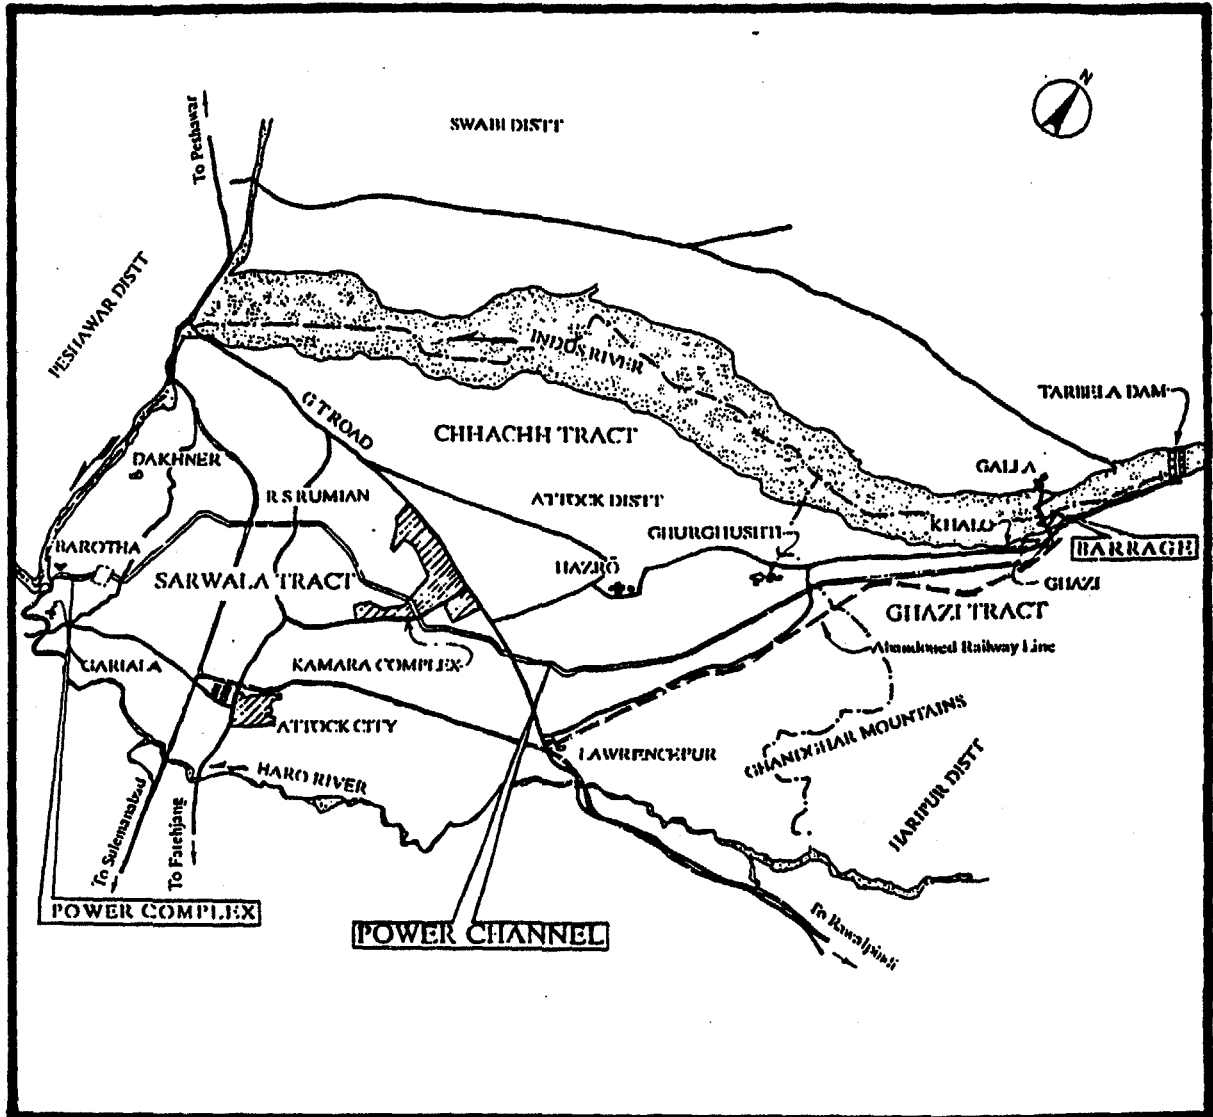 N
SWABI DISTT
To Peshawar
PESHAWAR DISTT
INDUS RIVER
TARBELA DAM
G T ROAD
CHHACHH TRACT
DAKHNER
GALLA
R S RUMIAN
ATTOCK DISTT
KHALO
GHURGHUSHTI
BAROTHA
HAZRO
BARRAGE
SARWALA TRACT
GHAZI
GHAZI TRACT
Abandoned Railway Line
GARIALA
KAMARA COMPLEX
ATTOCK CITY
LAWRENCEPUR
GHANDGHAR MOUNTAINS
HARIPUR DISTT
HARO RIVER
To Sulemanabad
To Fatehjang
POWER COMPLEX
POWER CHANNEL
To Rawalpindi